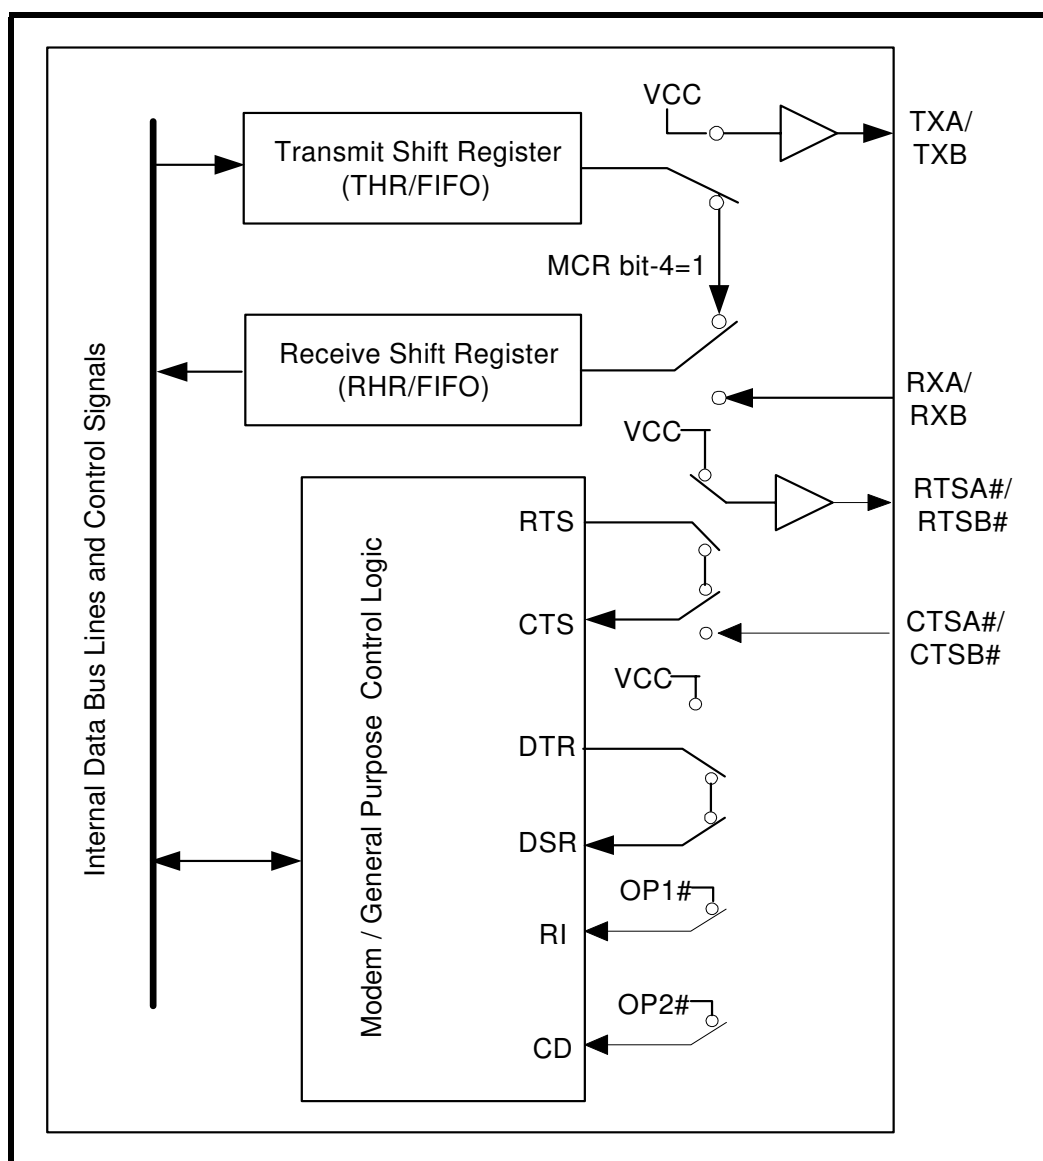 VCC
TXA/
TXB
Transmit Shift Register
(THR/FIFO)
MCR bit-4=1
Receive Shift Register
(RHR/FIFO)
RXA/
RXB
VCC
RTSA#/
RTSB#
RTS
CTS
CTSA#/
CTSB#
VCC
DTR
DSR
OP1#
RI
OP2#
CD
Internal Data Bus Lines and Control Signals
Modem / General Purpose Control Logic